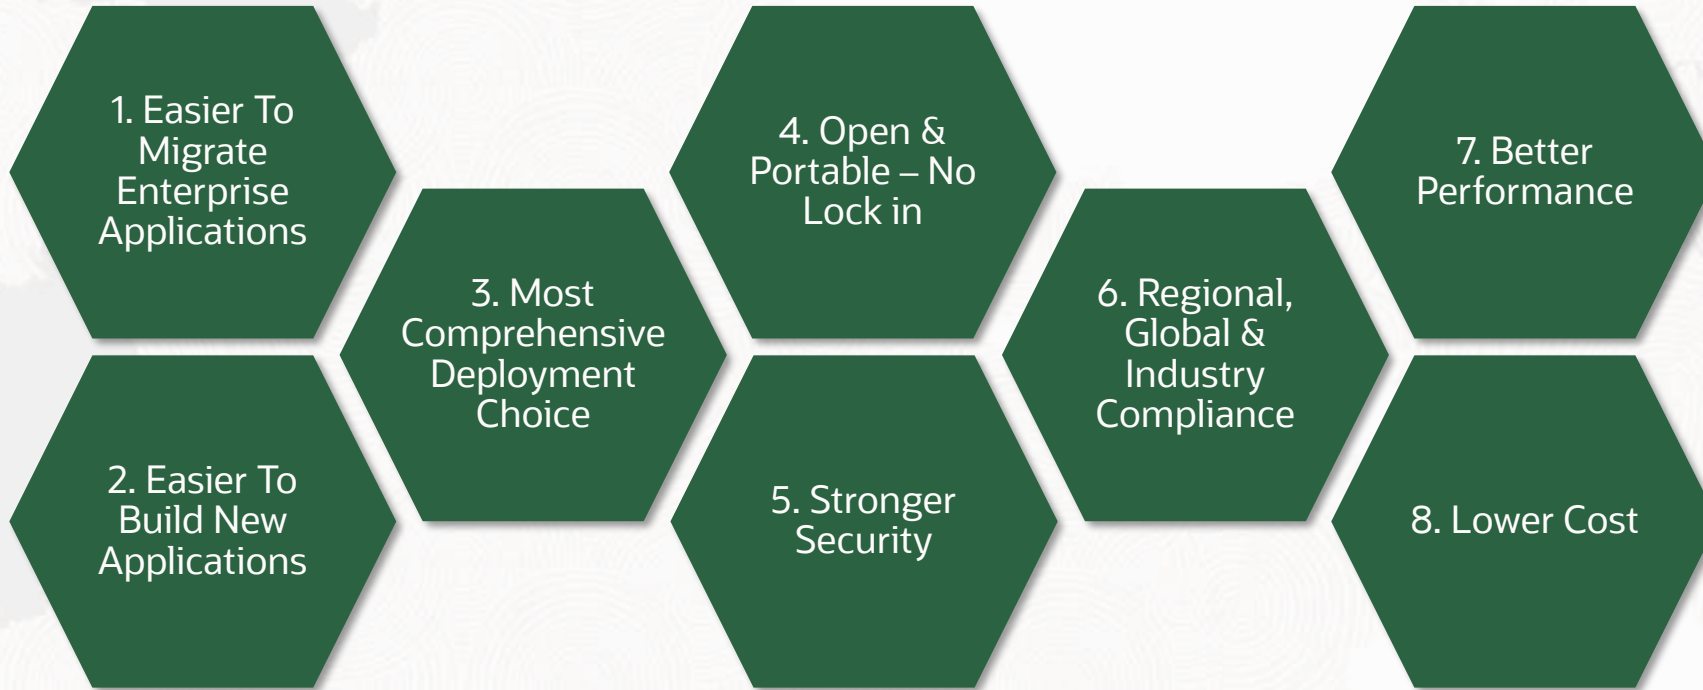 1. Easier To
Migrate
Enterprise
Applications
2. Easier To
Build New
Applications
3. Most
Comprehensive
Deployment
Choice
4. Open &
Portable – No
Lock in
5. Stronger
Security
6. Regional,
Global &
Industry
Compliance
7. Better
Performance
8. Lower Cost